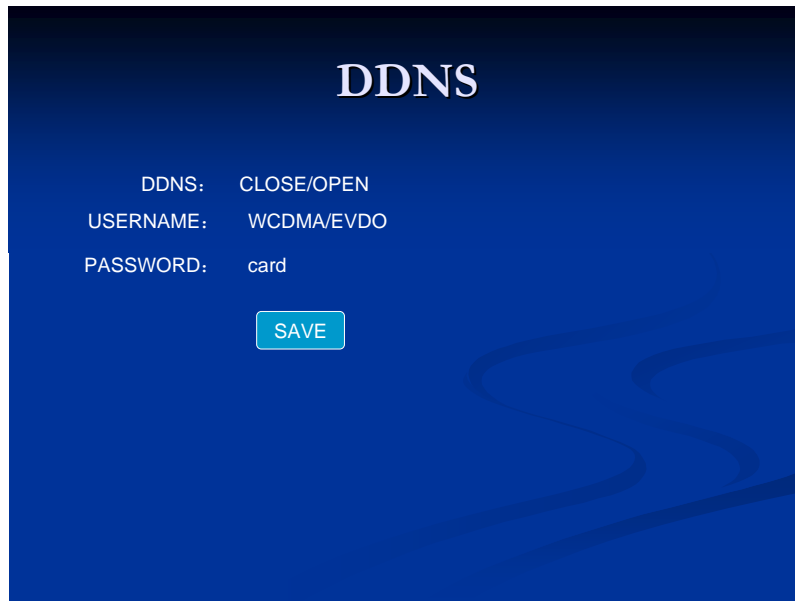 DDNS
DDNS： CLOSE/OPEN
USERNAME： WCDMA/EVDO
PASSWORD： card
SAVE